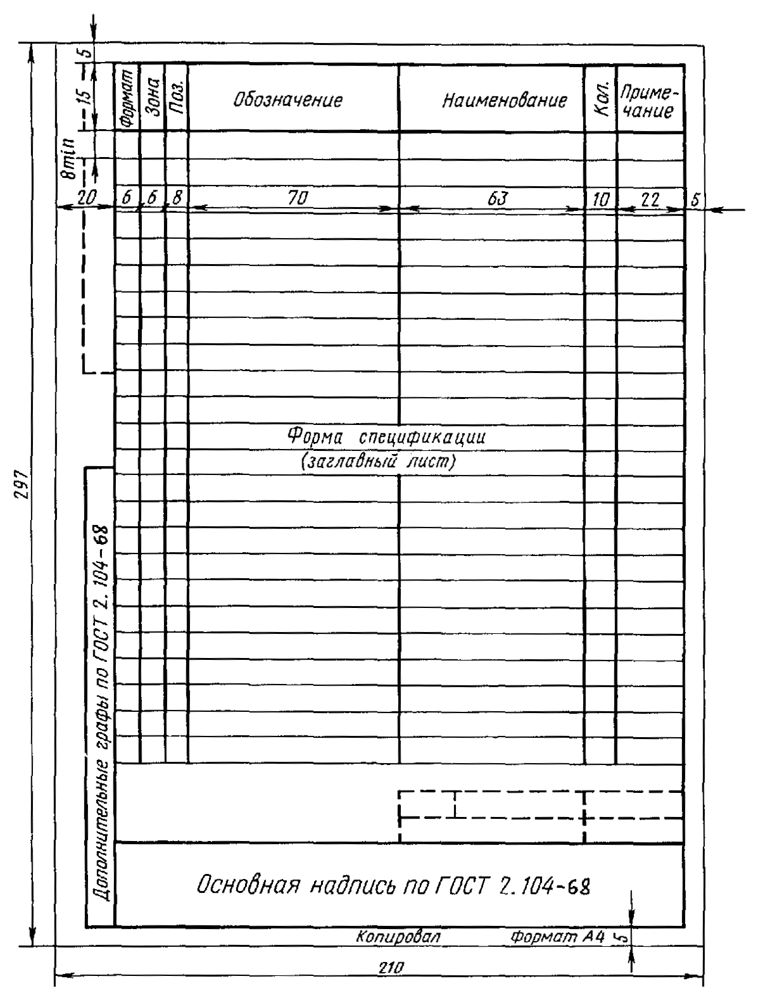 5
15
8 min
297
Формат
Зона
Поз.
Обозначение
Наименование
Кол.
Приме-
чание
20 6 6 8 70 63 10 22 5
Форма спецификации
(заглавный лист)
Дополнительные графы по ГОСТ 2.104-68
Основная надпись по ГОСТ 2.104-68
Копировал Формат А4 5
210